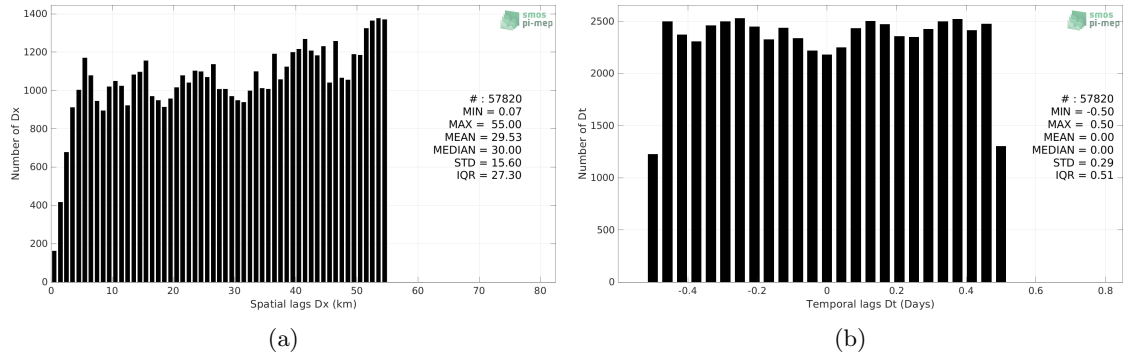 smos
pi-mep
1400
1200
1000
800
600
400
200
0
Number of Dx
# : 57820
MIN = 0.07
MAX = 55.00
MEAN = 29.53
MEDIAN = 30.00
STD = 15.60
IQR = 27.30
0 10 20 30 40 50 60 70 80
Spatial lags Dx (km)
(a)
smos
pi-mep
2500
2000
1500
1000
500
0
Number of Dt
# : 57820
MIN = -0.50
MAX = 0.50
MEAN = 0.00
MEDIAN = 0.00
STD = 0.29
IQR = 0.51
-0.4 -0.2 0 0.2 0.4 0.6 0.8
Temporal lags Dt (Days)
(b)